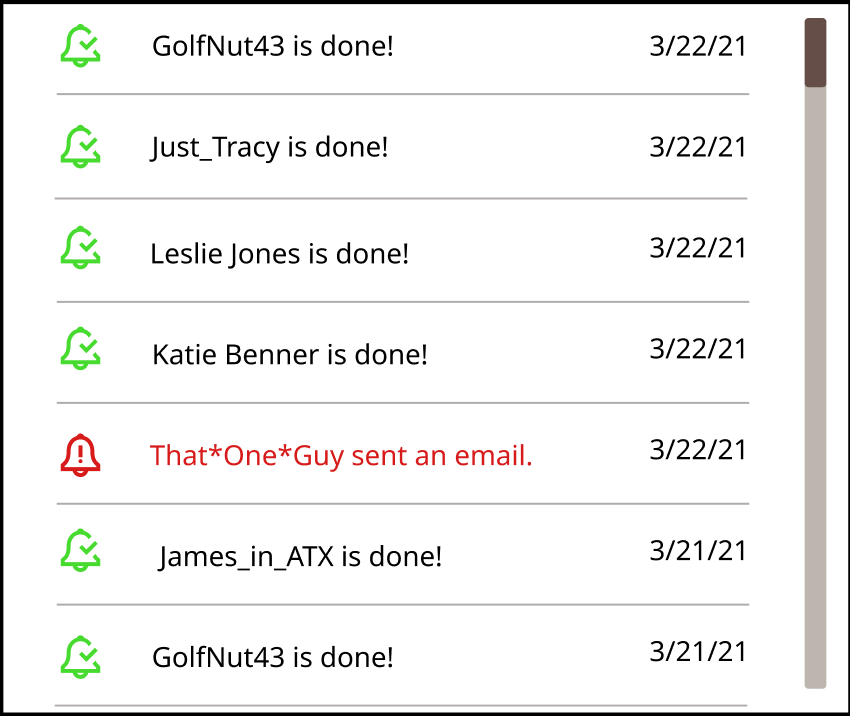 GolfNut43 is done! 3/22/21
Just_Tracy is done! 3/22/21
Leslie Jones is done! 3/22/21
Katie Benner is done! 3/22/21
That*One*Guy sent an email. 3/22/21
James_in_ATX is done! 3/21/21
GolfNut43 is done! 3/21/21